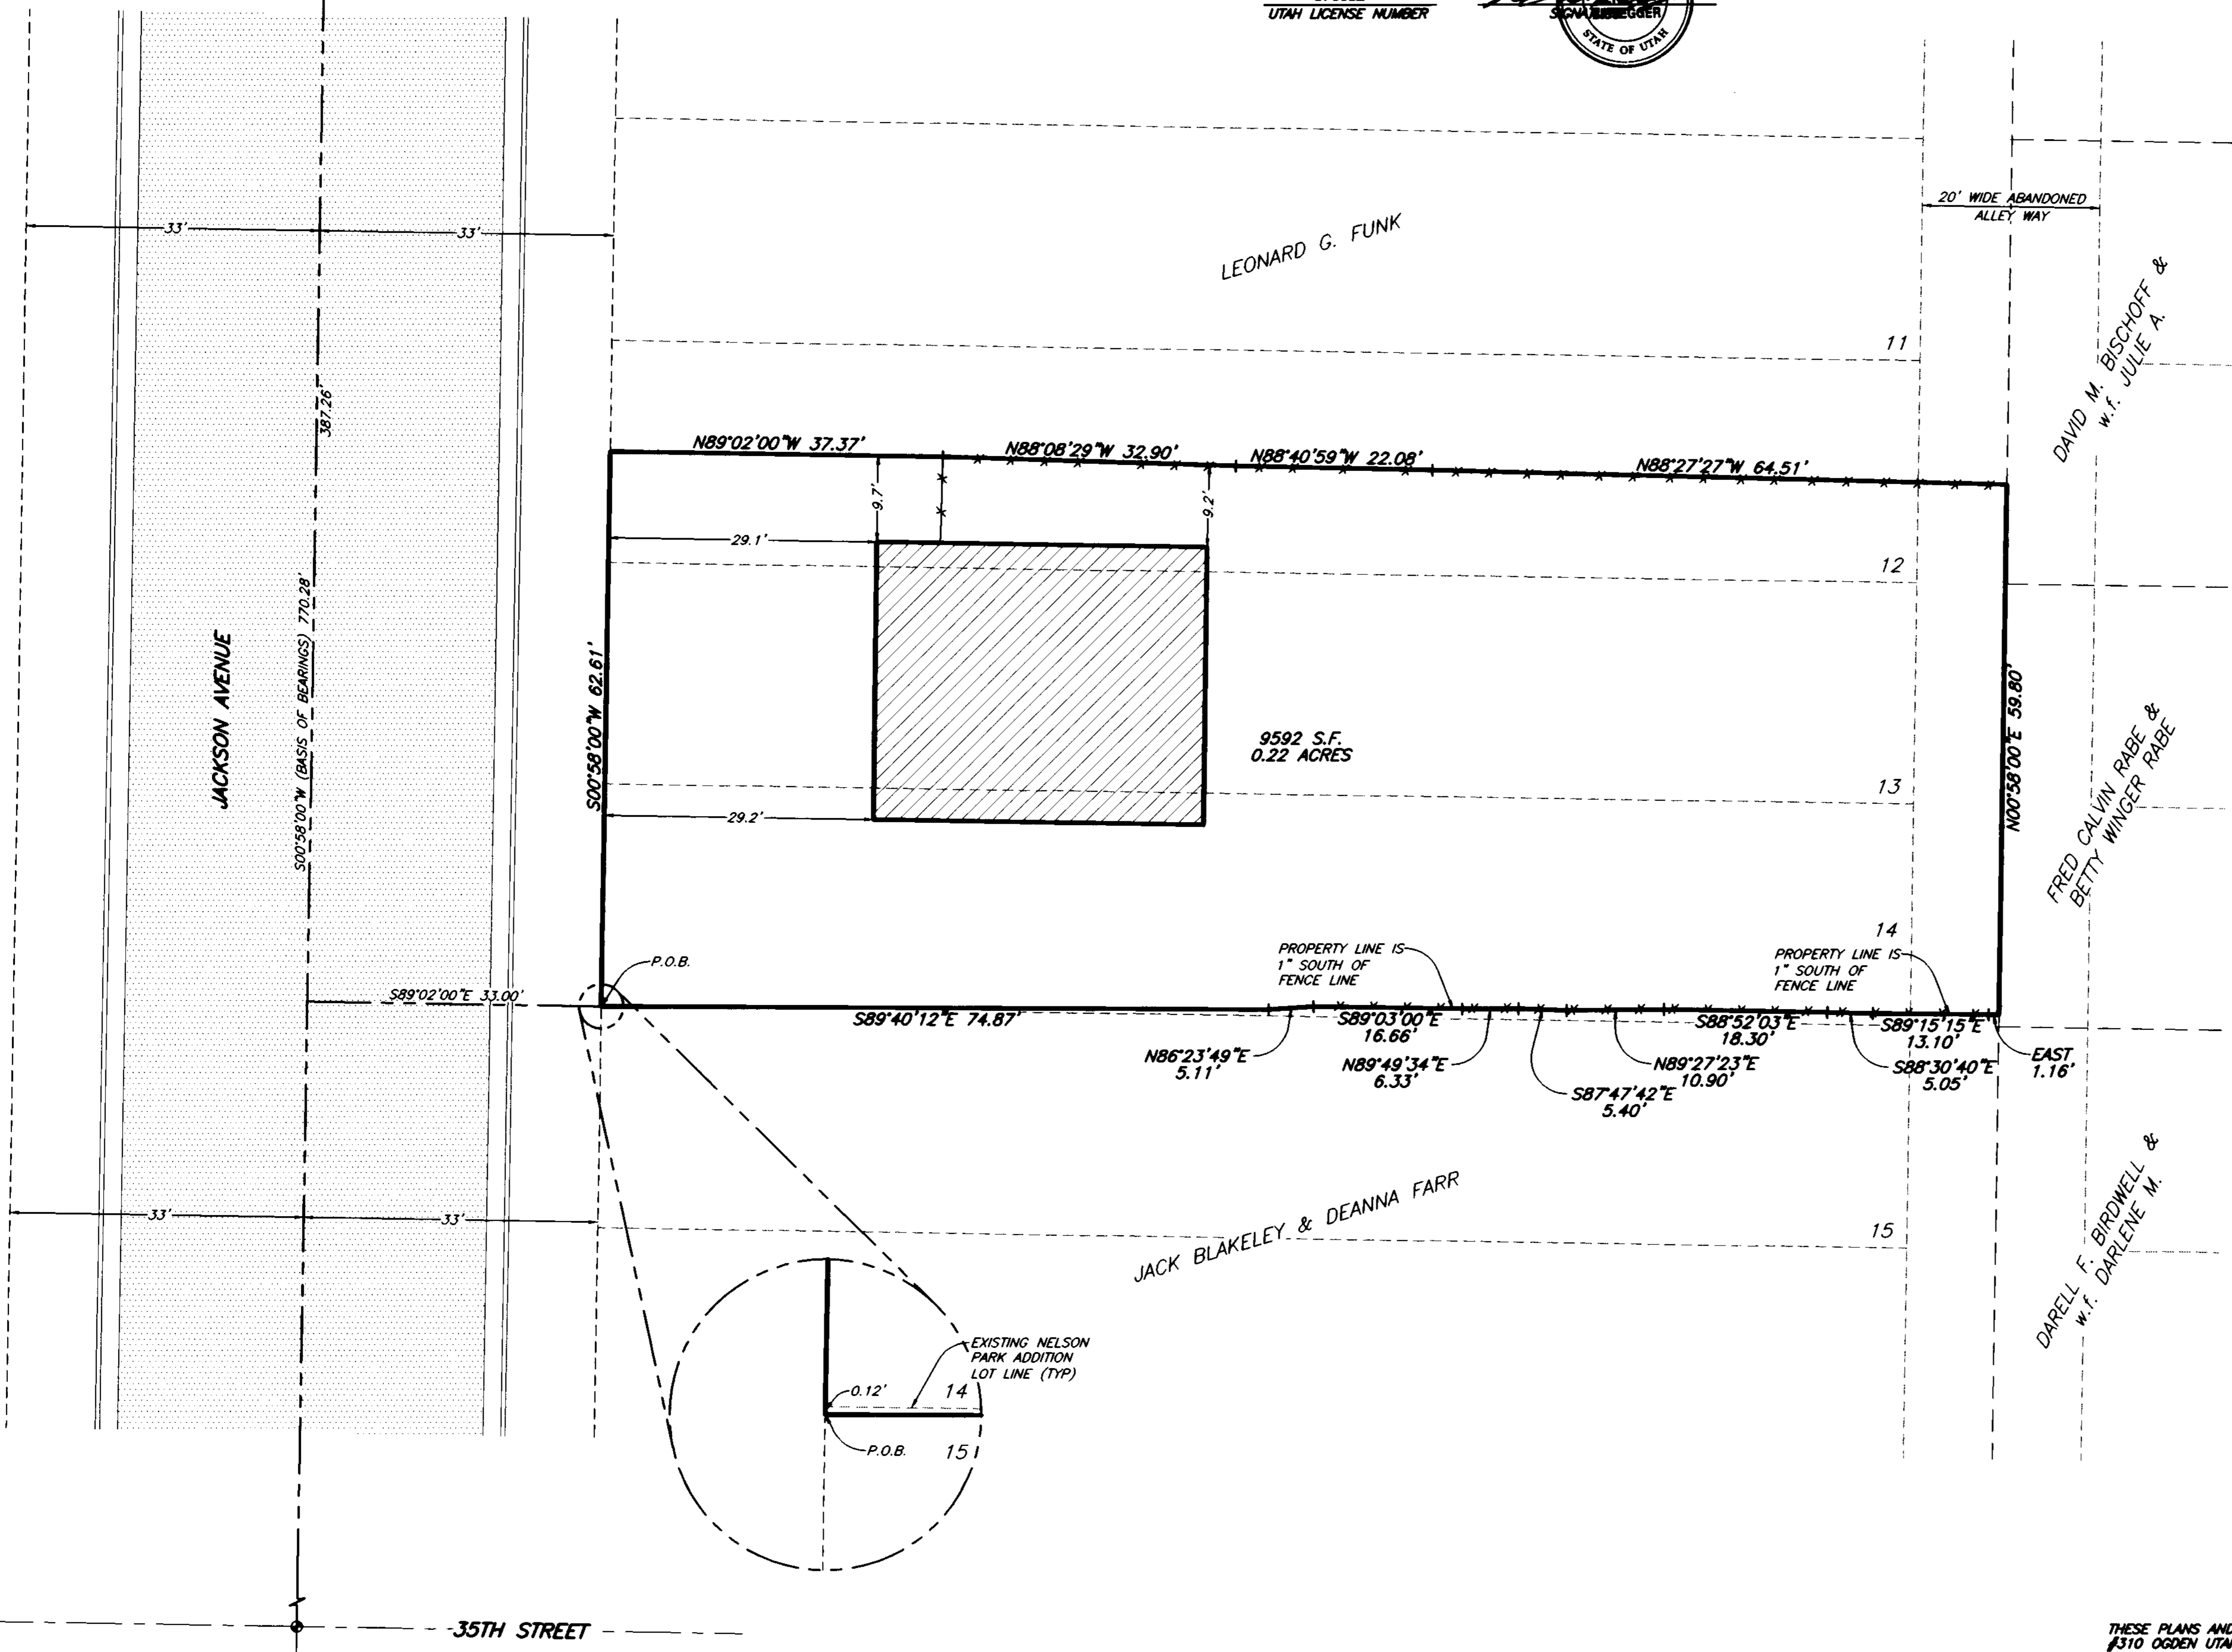 UTAH LICENSE NUMBER
STATE OF UTAH
20' WIDE ABANDONED
ALLEY WAY
33'
33'
LEONARD G. FUNK
DAVID M. BISCHOFF &
w.f. JULIE A.
11
387.26'
N89°02'00"W 37.37'
N88°08'29"W 32.90'
N88°40'59"W 22.08'
N88°27'27"W 64.51'
9.7'
9.2'
29.1'
12
JACKSON AVENUE
S00°58'00"W (BASIS OF BEARINGS) 770.28'
S00°58'00"W 62.61'
9592 S.F.
0.22 ACRES
N00°58'00"E 59.80'
FRED CALVIN RABE &
BETTY WINGER RABE
13
29.2'
14
PROPERTY LINE IS
1" SOUTH OF
FENCE LINE
PROPERTY LINE IS
1" SOUTH OF
FENCE LINE
P.O.B.
S89°02'00"E 33.00'
S89°40'12"E 74.87'
N86°23'49"E
5.11'
S89°03'00"E
16.66'
N89°49'34"E
6.33'
S87°47'42"E
5.40'
N89°27'23"E
10.90'
S88°52'03"E
18.30'
S88°30'40"E
5.05'
S89°15'15"E
13.10'
EAST
1.16'
33'
33'
JACK BLAKELEY & DEANNA FARR
15
DARELL F. BIRDWELL &
w.f. DARLENE M.
EXISTING NELSON
PARK ADDITION
LOT LINE (TYP)
0.12'
14
P.O.B.
15
35TH STREET
THESE PLANS AND
#310 OGDEN UTAH